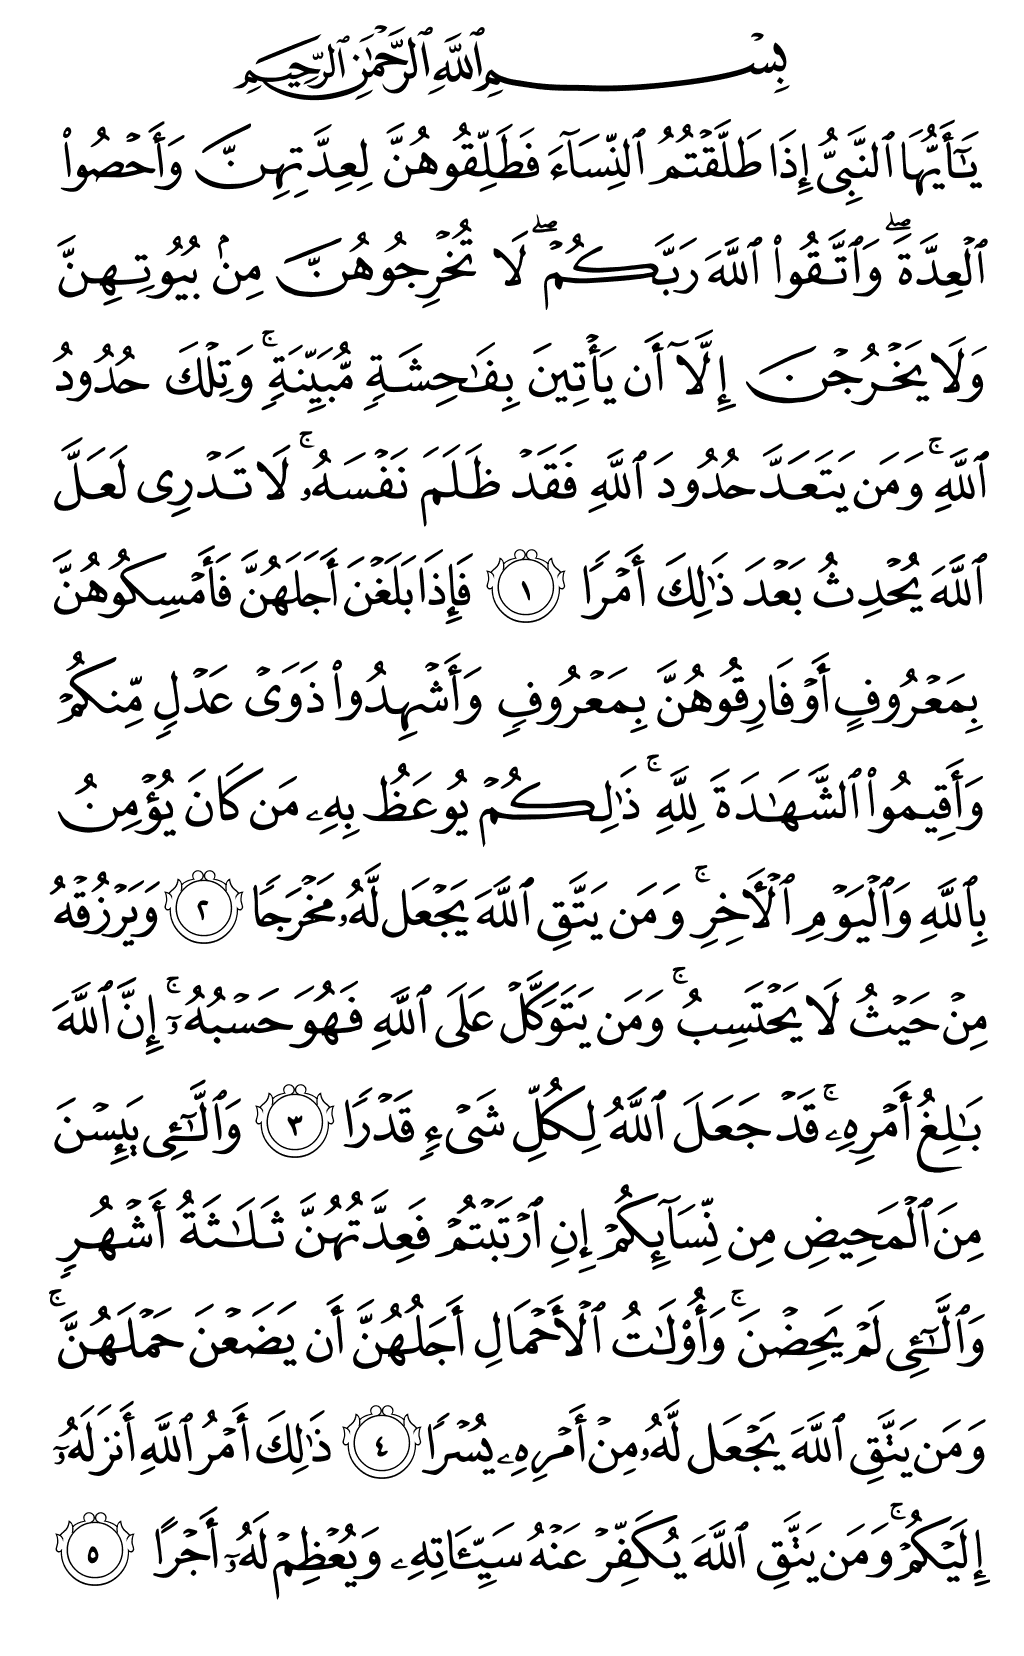 بِسْمِ ٱللَّهِ ٱلرَّحْمَٰنِ ٱلرَّحِيمِ
يَٰٓأَيُّهَا ٱلنَّبِىُّ إِذَا طَلَّقْتُمُ ٱلنِّسَآءَ فَطَلِّقُوهُنَّ لِعِدَّتِهِنَّ وَأَحْصُوا۟
ٱلْعِدَّةَ ۖ وَٱتَّقُوا۟ ٱللَّهَ رَبَّكُمْ ۖ لَا تُخْرِجُوهُنَّ مِنۢ بُيُوتِهِنَّ
وَلَا يَخْرُجْنَ إِلَّآ أَن يَأْتِينَ بِفَٰحِشَةٍ مُّبَيِّنَةٍ ۚ وَتِلْكَ حُدُودُ
ٱللَّهِ ۚ وَمَن يَتَعَدَّ حُدُودَ ٱللَّهِ فَقَدْ ظَلَمَ نَفْسَهُۥ ۚ لَا تَدْرِى لَعَلَّ
ٱللَّهَ يُحْدِثُ بَعْدَ ذَٰلِكَ أَمْرًا ١ فَإِذَا بَلَغْنَ أَجَلَهُنَّ فَأَمْسِكُوهُنَّ
بِمَعْرُوفٍ أَوْ فَارِقُوهُنَّ بِمَعْرُوفٍ وَأَشْهِدُوا۟ ذَوَىْ عَدْلٍ مِّنكُمْ
وَأَقِيمُوا۟ ٱلشَّهَٰدَةَ لِلَّهِ ۚ ذَٰلِكُمْ يُوعَظُ بِهِۦ مَن كَانَ يُؤْمِنُ
بِٱللَّهِ وَٱلْيَوْمِ ٱلْءَاخِرِ ۚ وَمَن يَتَّقِ ٱللَّهَ يَجْعَل لَّهُۥ مَخْرَجًا ٢ وَيَرْزُقْهُ
مِنْ حَيْثُ لَا يَحْتَسِبُ ۚ وَمَن يَتَوَكَّلْ عَلَى ٱللَّهِ فَهُوَ حَسْبُهُۥٓ ۚ إِنَّ ٱللَّهَ
بَٰلِغُ أَمْرِهِۦ ۚ قَدْ جَعَلَ ٱللَّهُ لِكُلِّ شَىْءٍ قَدْرًا ٣ وَٱلَّٰٓـِٔى يَئِسْنَ
مِنَ ٱلْمَحِيضِ مِن نِّسَآئِكُمْ إِنِ ٱرْتَبْتُمْ فَعِدَّتُهُنَّ ثَلَٰثَةُ أَشْهُرٍ
وَٱلَّٰٓـِٔى لَمْ يَحِضْنَ ۚ وَأُو۟لَٰتُ ٱلْأَحْمَالِ أَجَلُهُنَّ أَن يَضَعْنَ حَمْلَهُنَّ ۚ
وَمَن يَتَّقِ ٱللَّهَ يَجْعَل لَّهُۥ مِنْ أَمْرِهِۦ يُسْرًا ٤ ذَٰلِكَ أَمْرُ ٱللَّهِ أَنزَلَهُۥٓ
إِلَيْكُمْ ۚ وَمَن يَتَّقِ ٱللَّهَ يُكَفِّرْ عَنْهُ سَيِّـَٔاتِهِۦ وَيُعْظِمْ لَهُۥٓ أَجْرًا ٥